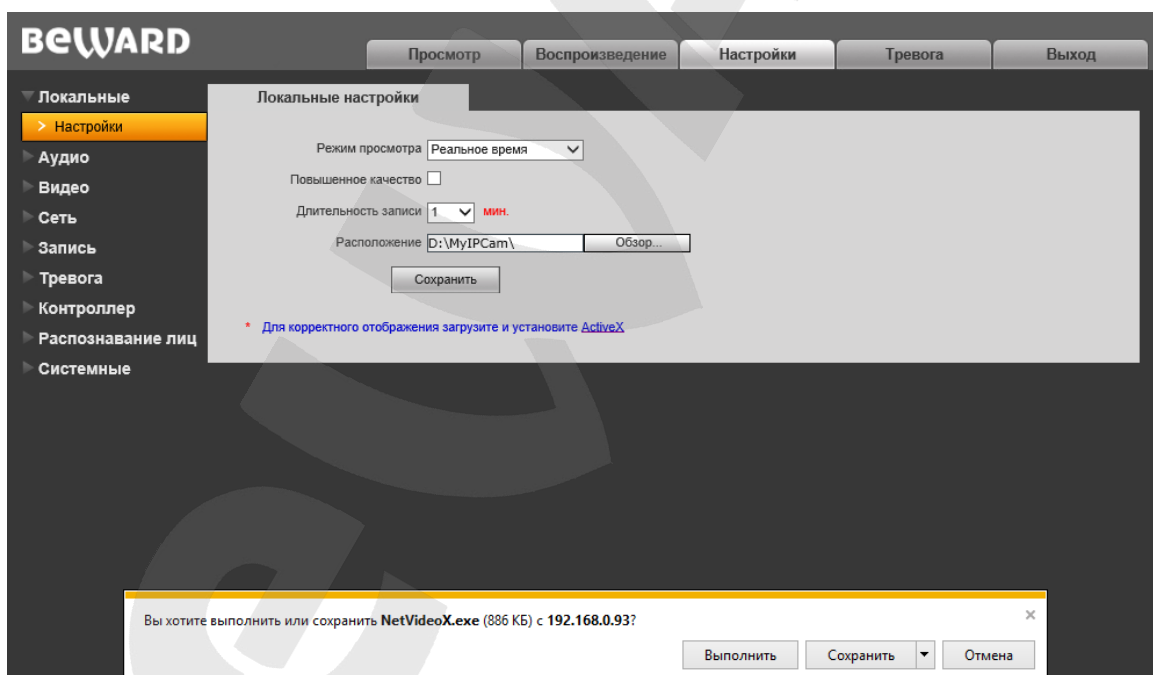 BEWARD
Просмотр
Воспроизведение
Настройки
Тревога
Выход
Локальные
> Настройки
Аудио
Видео
Сеть
Запись
Тревога
Контроллер
Распознавание лиц
Системные
Локальные настройки
Режим просмотра Реальное время
Повышенное качество
Длительность записи 1 мин.
Расположение D:\MyIPCam\ Обзор...
Сохранить
* Для корректного отображения загрузите и установите ActiveX
Вы хотите выполнить или сохранить NetVideoX.exe (886 КБ) с 192.168.0.93?
×
Выполнить Сохранить Отмена